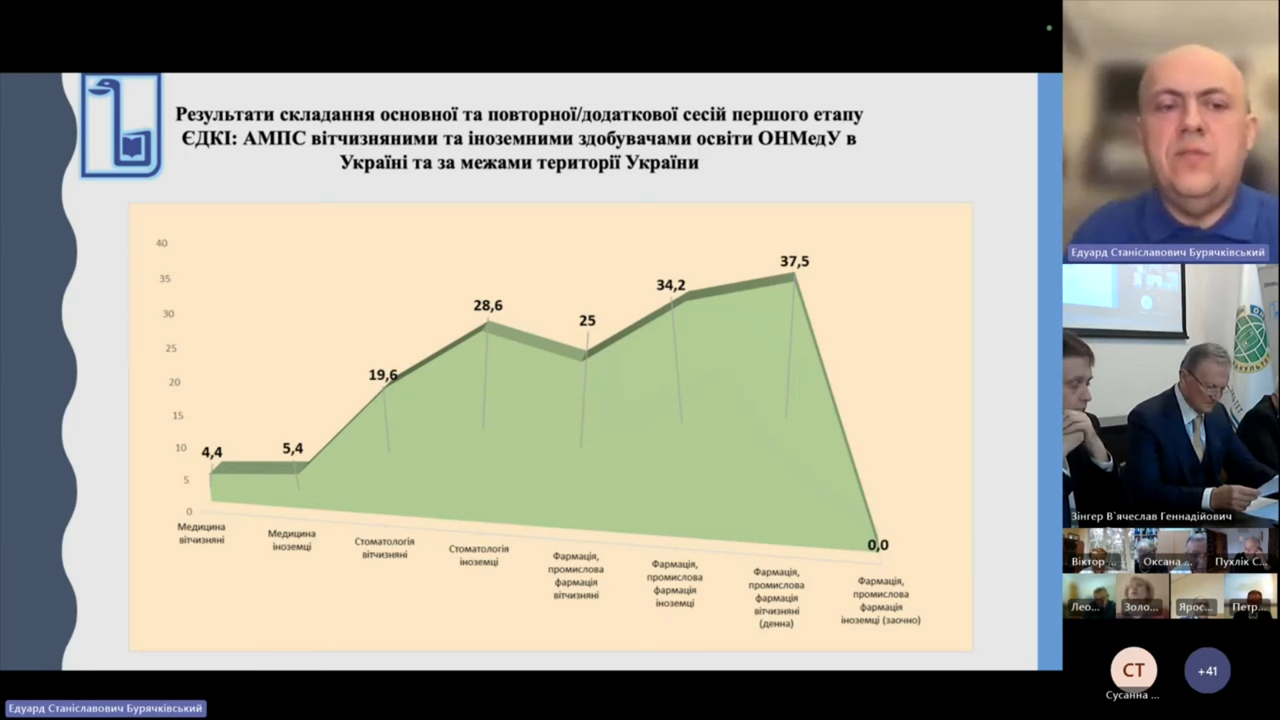 Результати складання основної та повторної/додаткової сесій першого етапу
ЄДКІ: АМПС вітчизняними та іноземними здобувачами освіти ОНМедУ в
Україні та за межами території України
40
35
30
25
20
15
10
5
0
4,4
5,4
19,6
28,6
25
34,2
37,5
0,0
Медицина
вітчизняні
Медицина
іноземці
Стоматологія
вітчизняні
Стоматологія
іноземці
Фармація,
промислова
фармація
вітчизняні
Фармація,
промислова
фармація
іноземці
Фармація,
промислова
фармація
вітчизняні
(денна)
Фармація,
промислова
фармація
іноземці (заочно)
Едуард Станіславович Бурячківський
Зінгер В`ячеслав Геннадійович
Віктор ...
Оксана ...
Пухлік С...
Лео...
Золо...
Ярос...
Петр...
СТ
+41
Сусанна ...
Едуард Станіславович Бурячківський